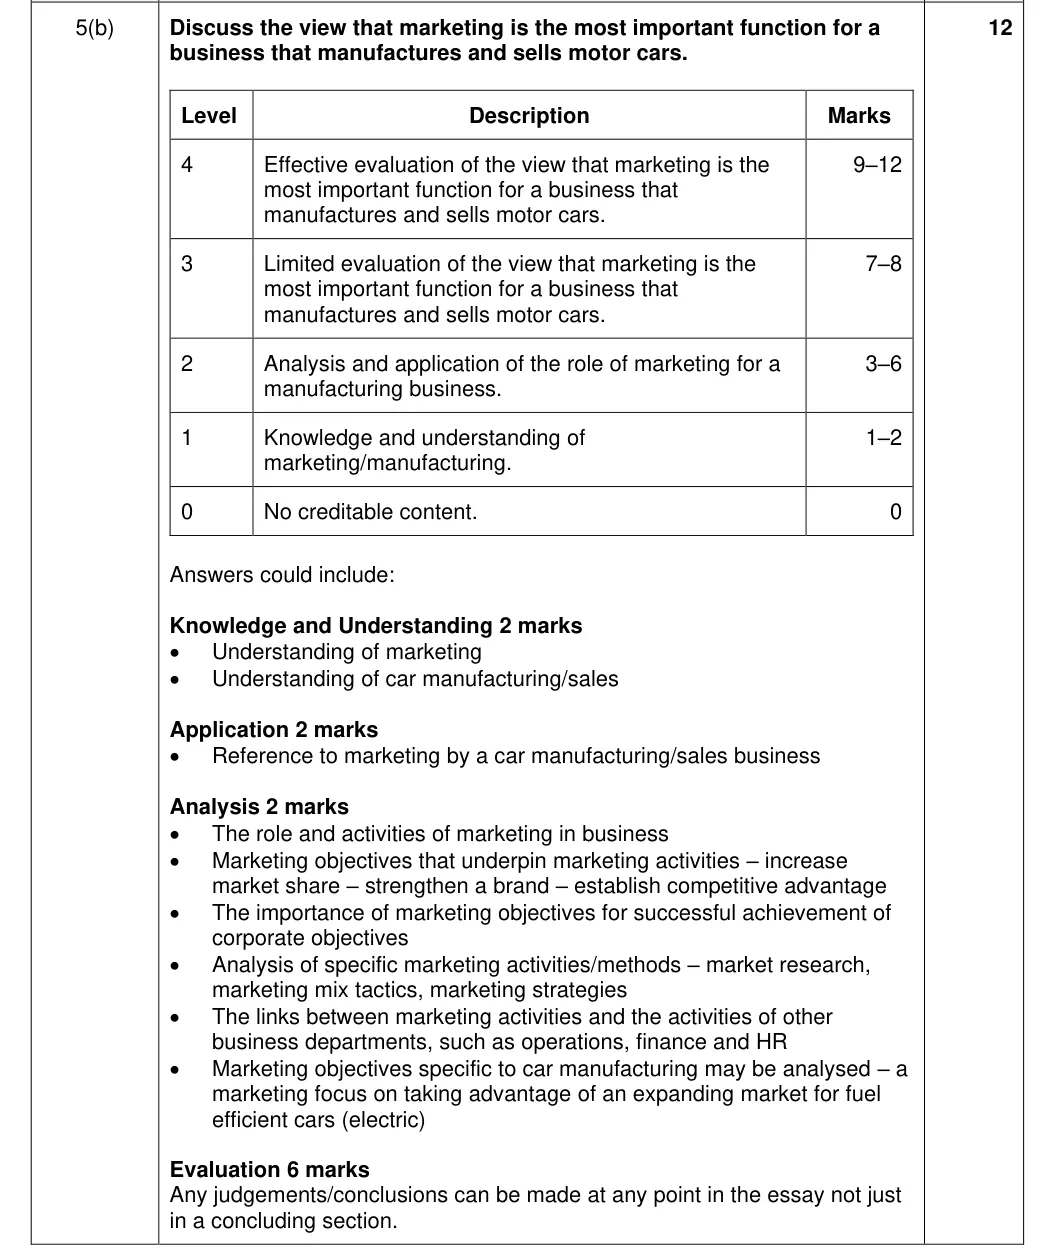 5(b)
Discuss the view that marketing is the most important function for a
business that manufactures and sells motor cars.
12
Level Description Marks
4 Effective evaluation of the view that marketing is the 9–12
most important function for a business that
manufactures and sells motor cars.
3 Limited evaluation of the view that marketing is the 7–8
most important function for a business that
manufactures and sells motor cars.
2 Analysis and application of the role of marketing for a 3–6
manufacturing business.
1 Knowledge and understanding of 1–2
marketing/manufacturing.
0 No creditable content. 0
Answers could include:
Knowledge and Understanding 2 marks
• Understanding of marketing
• Understanding of car manufacturing/sales
Application 2 marks
• Reference to marketing by a car manufacturing/sales business
Analysis 2 marks
• The role and activities of marketing in business
• Marketing objectives that underpin marketing activities – increase
market share – strengthen a brand – establish competitive advantage
• The importance of marketing objectives for successful achievement of
corporate objectives
• Analysis of specific marketing activities/methods – market research,
marketing mix tactics, marketing strategies
• The links between marketing activities and the activities of other
business departments, such as operations, finance and HR
• Marketing objectives specific to car manufacturing may be analysed – a
marketing focus on taking advantage of an expanding market for fuel
efficient cars (electric)
Evaluation 6 marks
Any judgements/conclusions can be made at any point in the essay not just
in a concluding section.